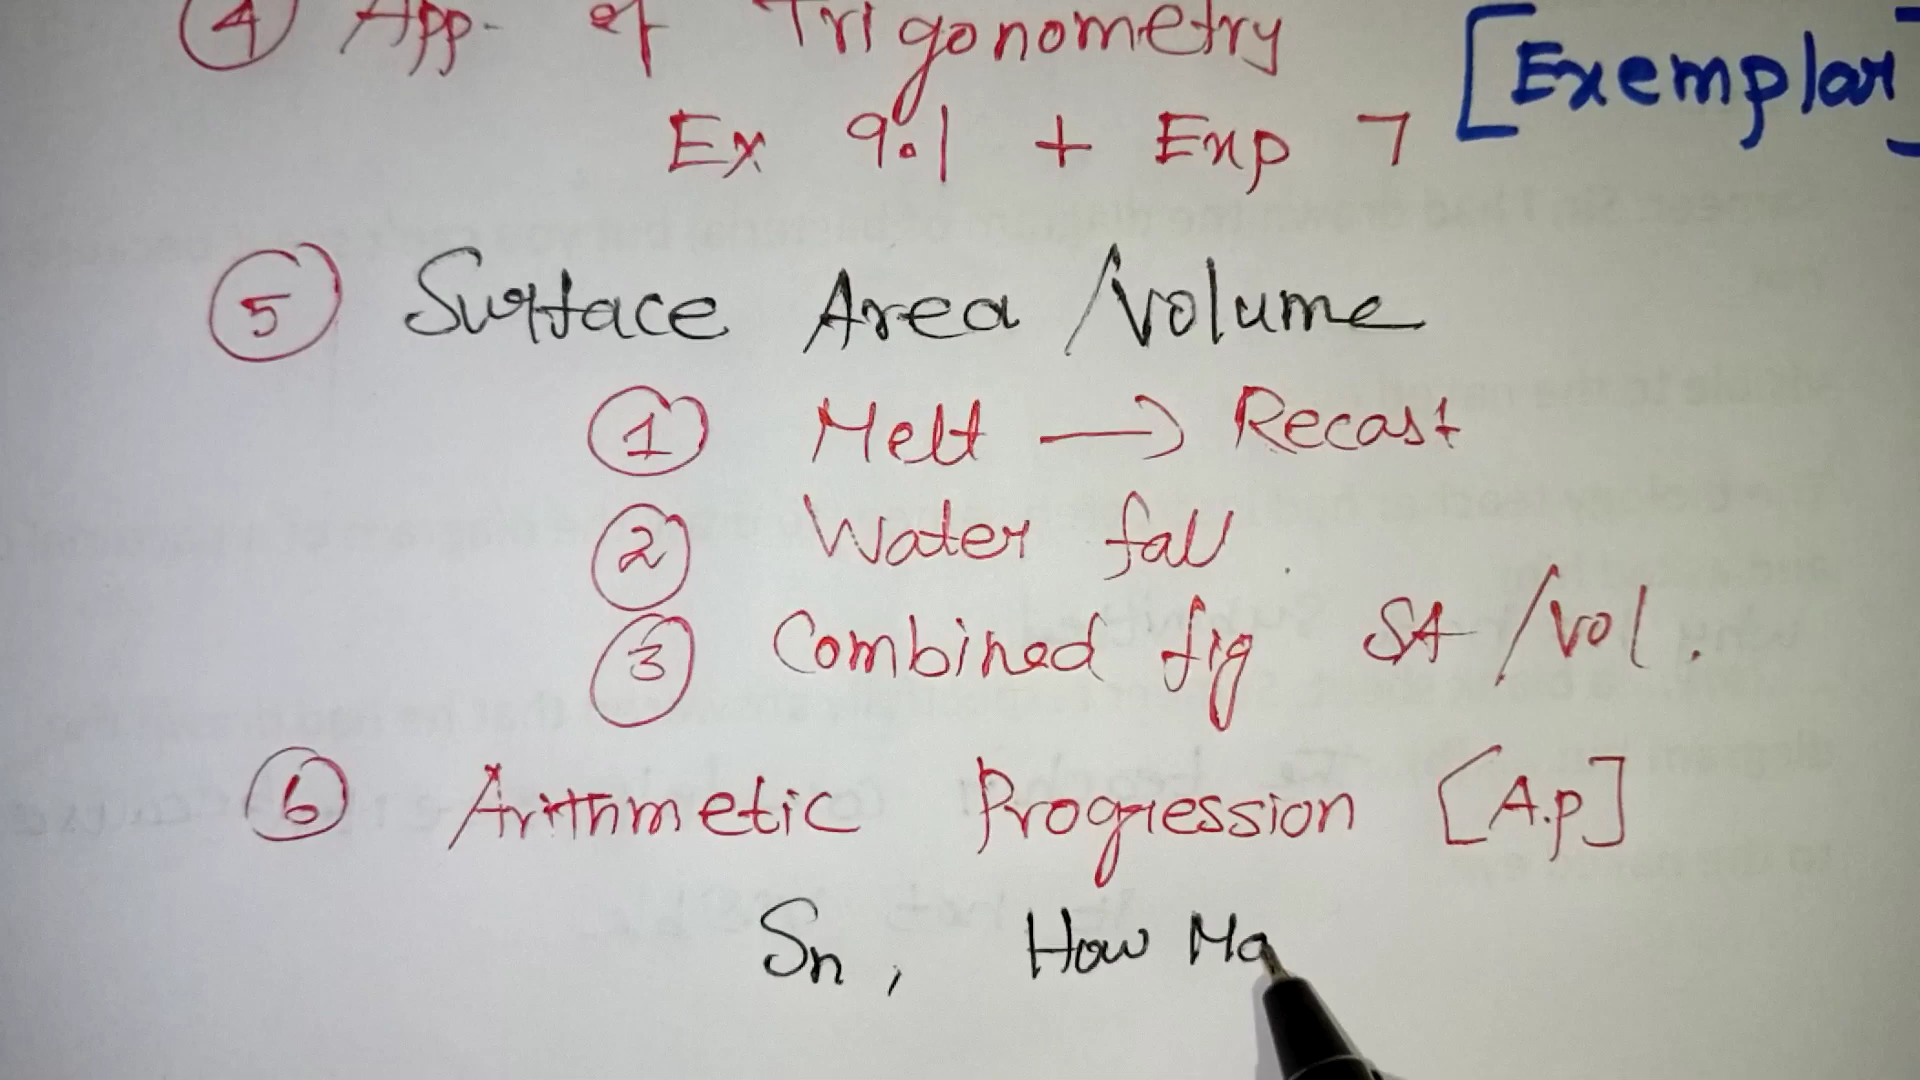 ④ App. of Trigonometry [Exemplar]
Ex 9.1 + Exp 7
⑤ Surface Area /Volume
① Melt → Recast
② Water fall
③ Combined fig SA /Vol.
⑥ Arithmetic Progression [A.p]
Sn, How Ma